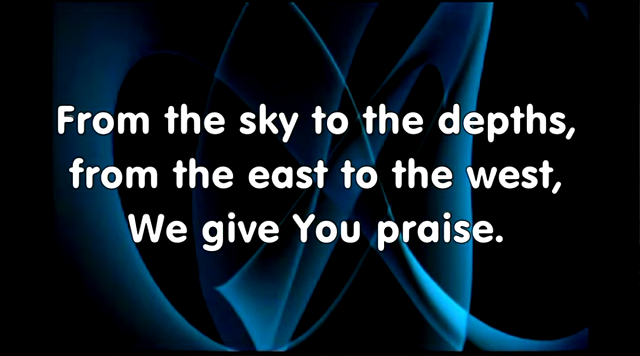 From the sky to the depths,
from the east to the west,
We give You praise.